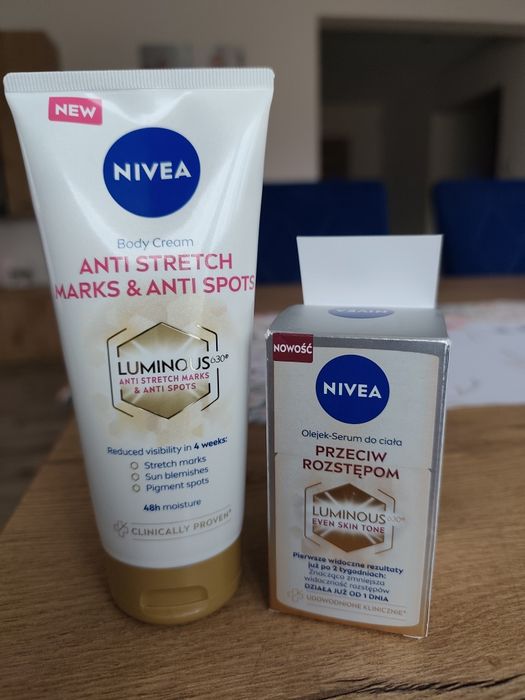 NEW
NIVEA
Body Cream
ANTI STRETCH
MARKS & ANTI SPOTS
LUMINOUS630®
ANTI STRETCH MARKS
& ANTI SPOTS
Reduced visibility in 4 weeks:
Stretch marks
Sun blemishes
Pigment spots
48h moisture
CLINICALLY PROVEN*
NIVEA
NOWOŚĆ
NIVEA
Olejek-Serum do ciała
PRZECIW
ROZSTĘPOM
LUMINOUS630®
EVEN SKIN TONE
Pierwsze widoczne rezultaty
już po 2 tygodniach:
Znacząco zmniejsza
widoczność rozstępów
DZIAŁA JUŻ OD 1 DNIA
UDOWODNIONE KLINICZNIE*